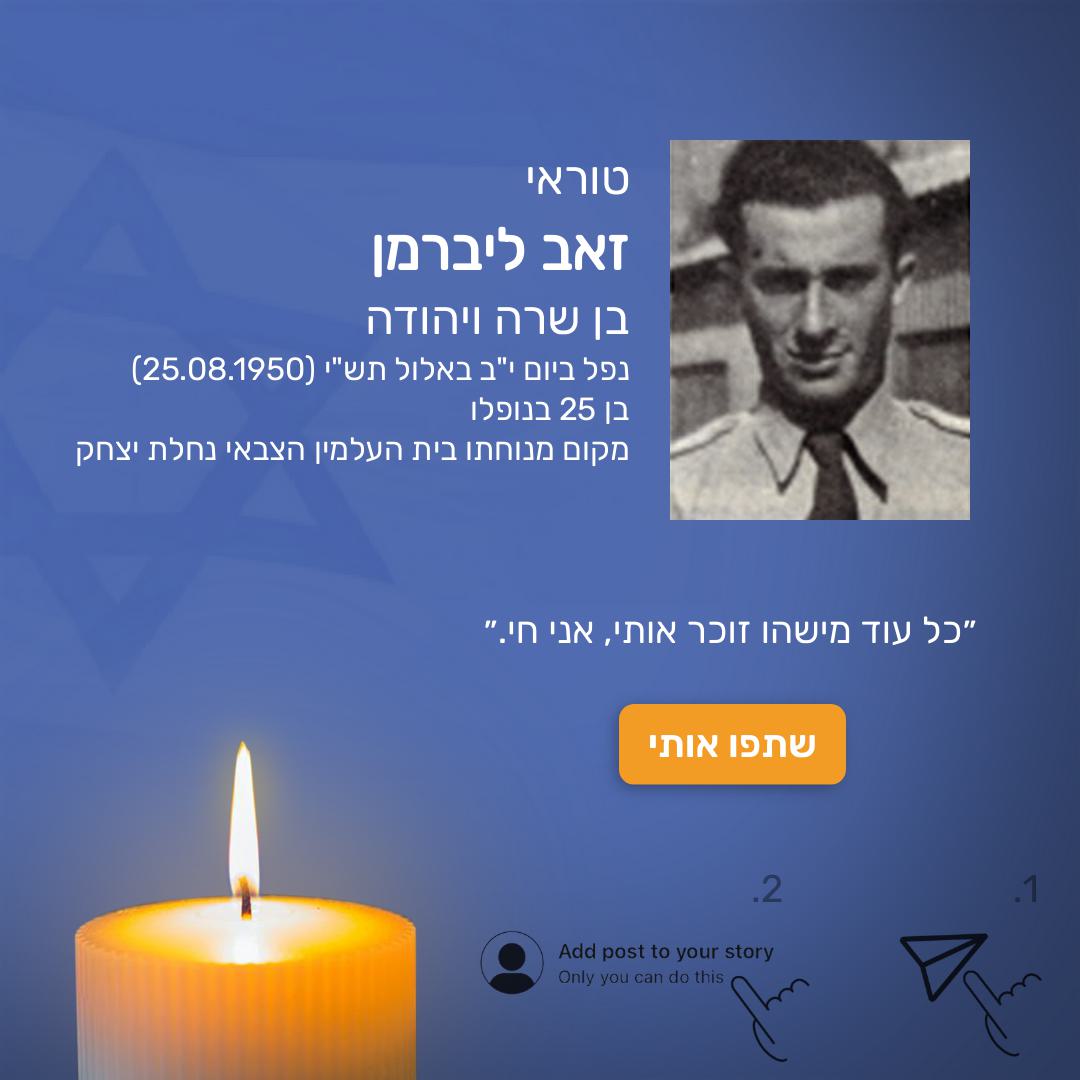 טוראי
זאב ליברמן
בן שרה ויהודה
נפל ביום י"ב באלול תש"י (25.08.1950)
בן 25 בנופלו
מקום מנוחתו בית העלמין הצבאי נחלת יצחק
״כל עוד מישהו זוכר אותי, אני חי.״
שתפו אותי
1.
2.
Add post to your story
Only you can do this